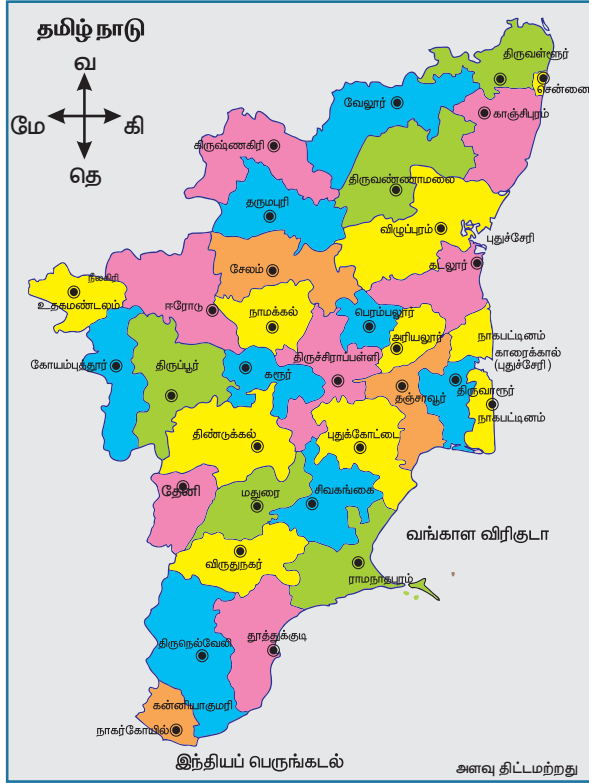 தமிழ் நாடு
வ
மே
கி
தெ
திருவள்ளூர்
சென்னை
வேலூர்
காஞ்சிபுரம்
கிருஷ்ணகிரி
திருவண்ணாமலை
தருமபுரி
விழுப்புரம்
புதுச்சேரி
கடலூர்
சேலம்
நீலகிரி
உதகமண்டலம்
ஈரோடு
நாமக்கல்
பெரம்பலூர்
அரியலூர்
நாகபட்டினம்
காரைக்கால்
(புதுச்சேரி)
கோயம்புத்தூர்
திருப்பூர்
கரூர்
திருச்சிராப்பள்ளி
தஞ்சாவூர்
திருவாரூர்
நாகபட்டினம்
திண்டுக்கல்
புதுக்கோட்டை
தேனி
மதுரை
சிவகங்கை
வங்காள விரிகுடா
விருதுநகர்
ராமநாதபுரம்
திருநெல்வேலி
தூத்துக்குடி
கன்னியாகுமரி
நாகர்கோயில்
இந்தியப் பெருங்கடல்
அளவு திட்டமற்றது